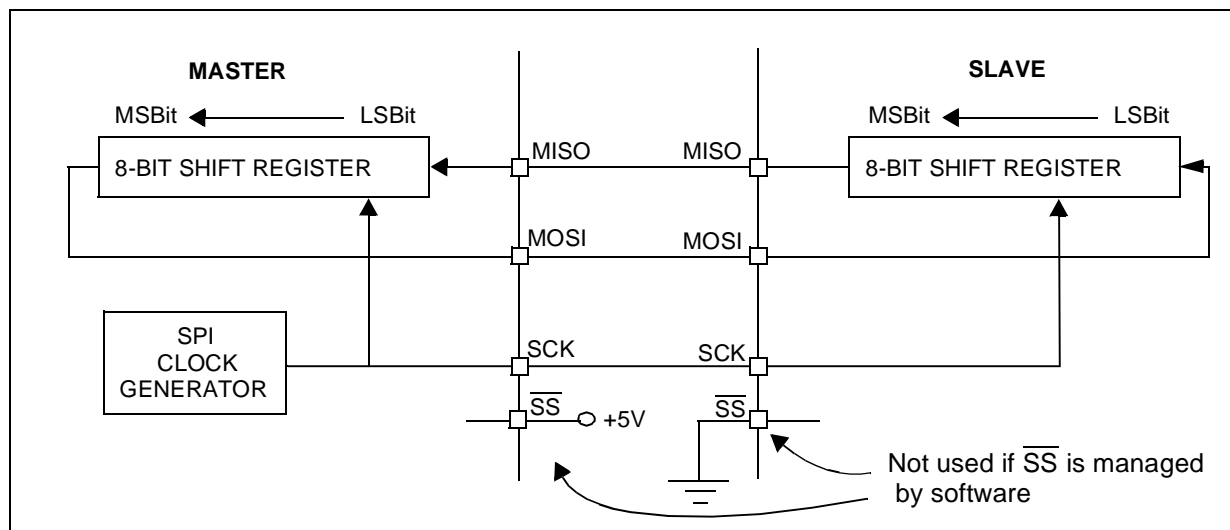 MASTER
SLAVE
MSBit LSBit
MSBit LSBit
8-BIT SHIFT REGISTER
MISO
MISO
8-BIT SHIFT REGISTER
MOSI
MOSI
SPI
CLOCK
GENERATOR
SCK
SCK
SS
+5V
SS
Not used if SS is managed
by software